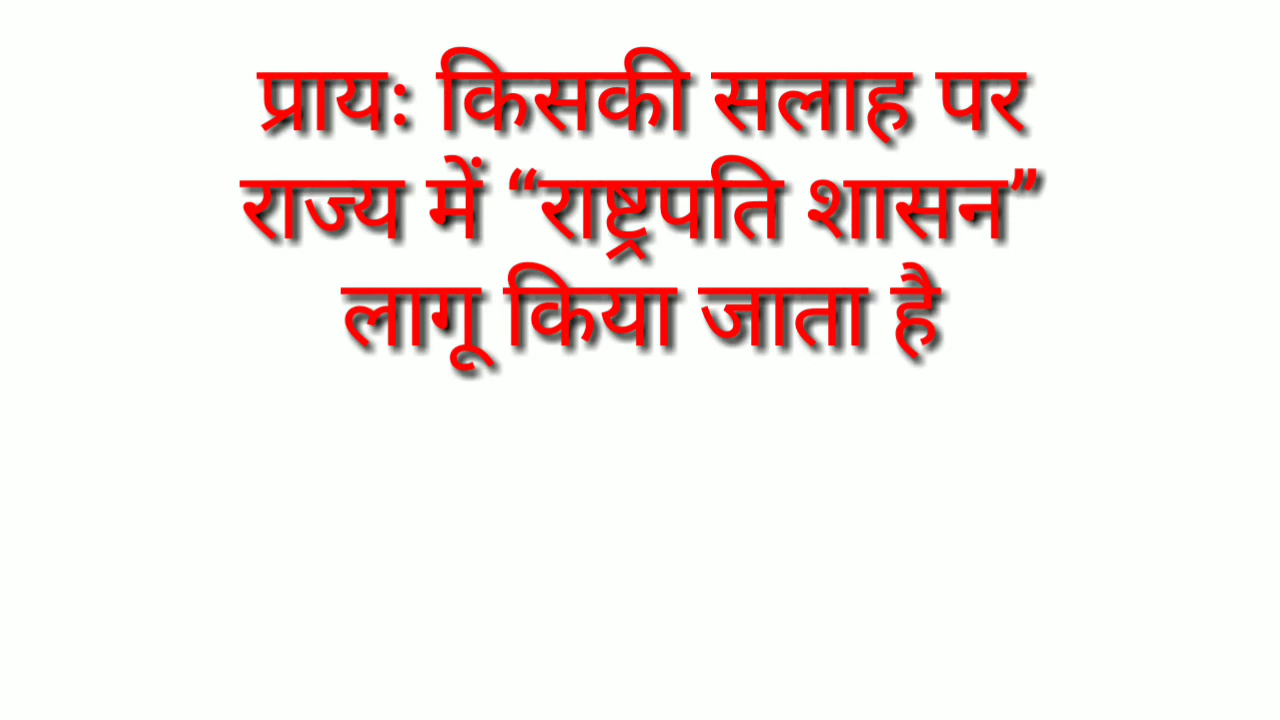 प्रायः किसकी सलाह पर
राज्य में “राष्ट्रपति शासन”
लागू किया जाता है